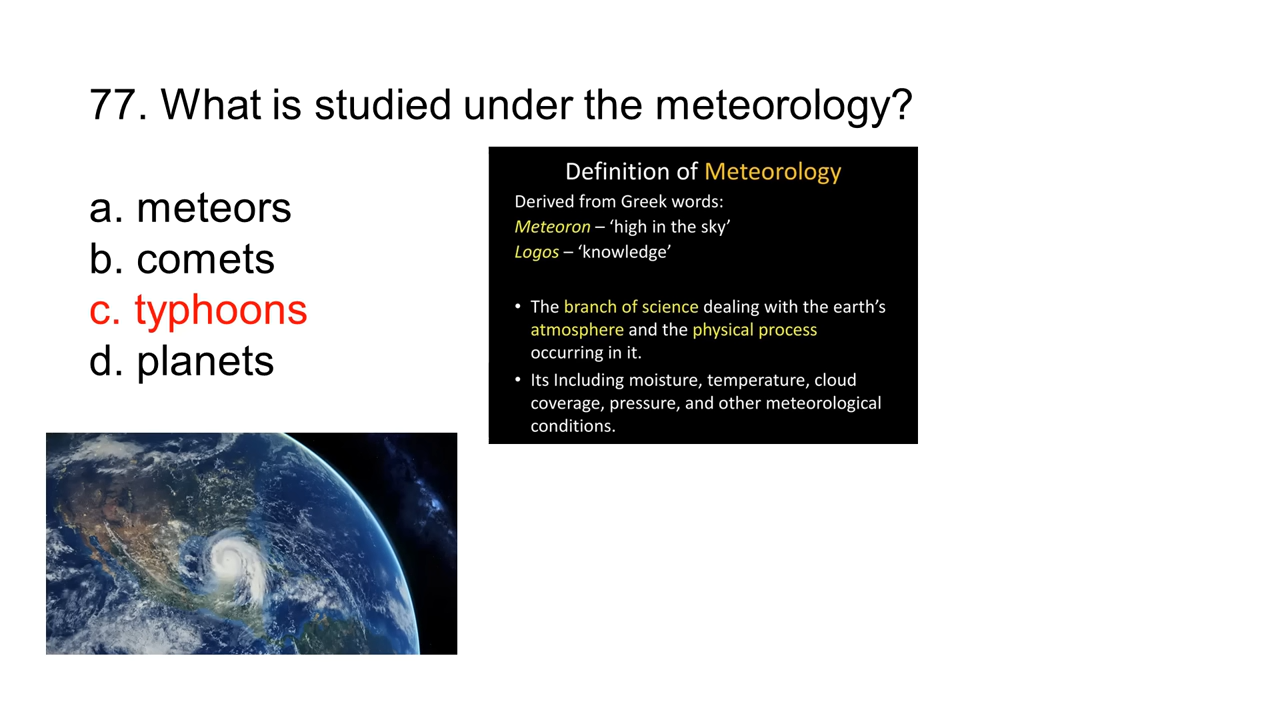 77. What is studied under the meteorology?
a. meteors
b. comets
c. typhoons
d. planets
Definition of Meteorology
Derived from Greek words:
Meteoron – ‘high in the sky’
Logos – ‘knowledge’
• The branch of science dealing with the earth’s
atmosphere and the physical process
occurring in it.
• Its Including moisture, temperature, cloud
coverage, pressure, and other meteorological
conditions.